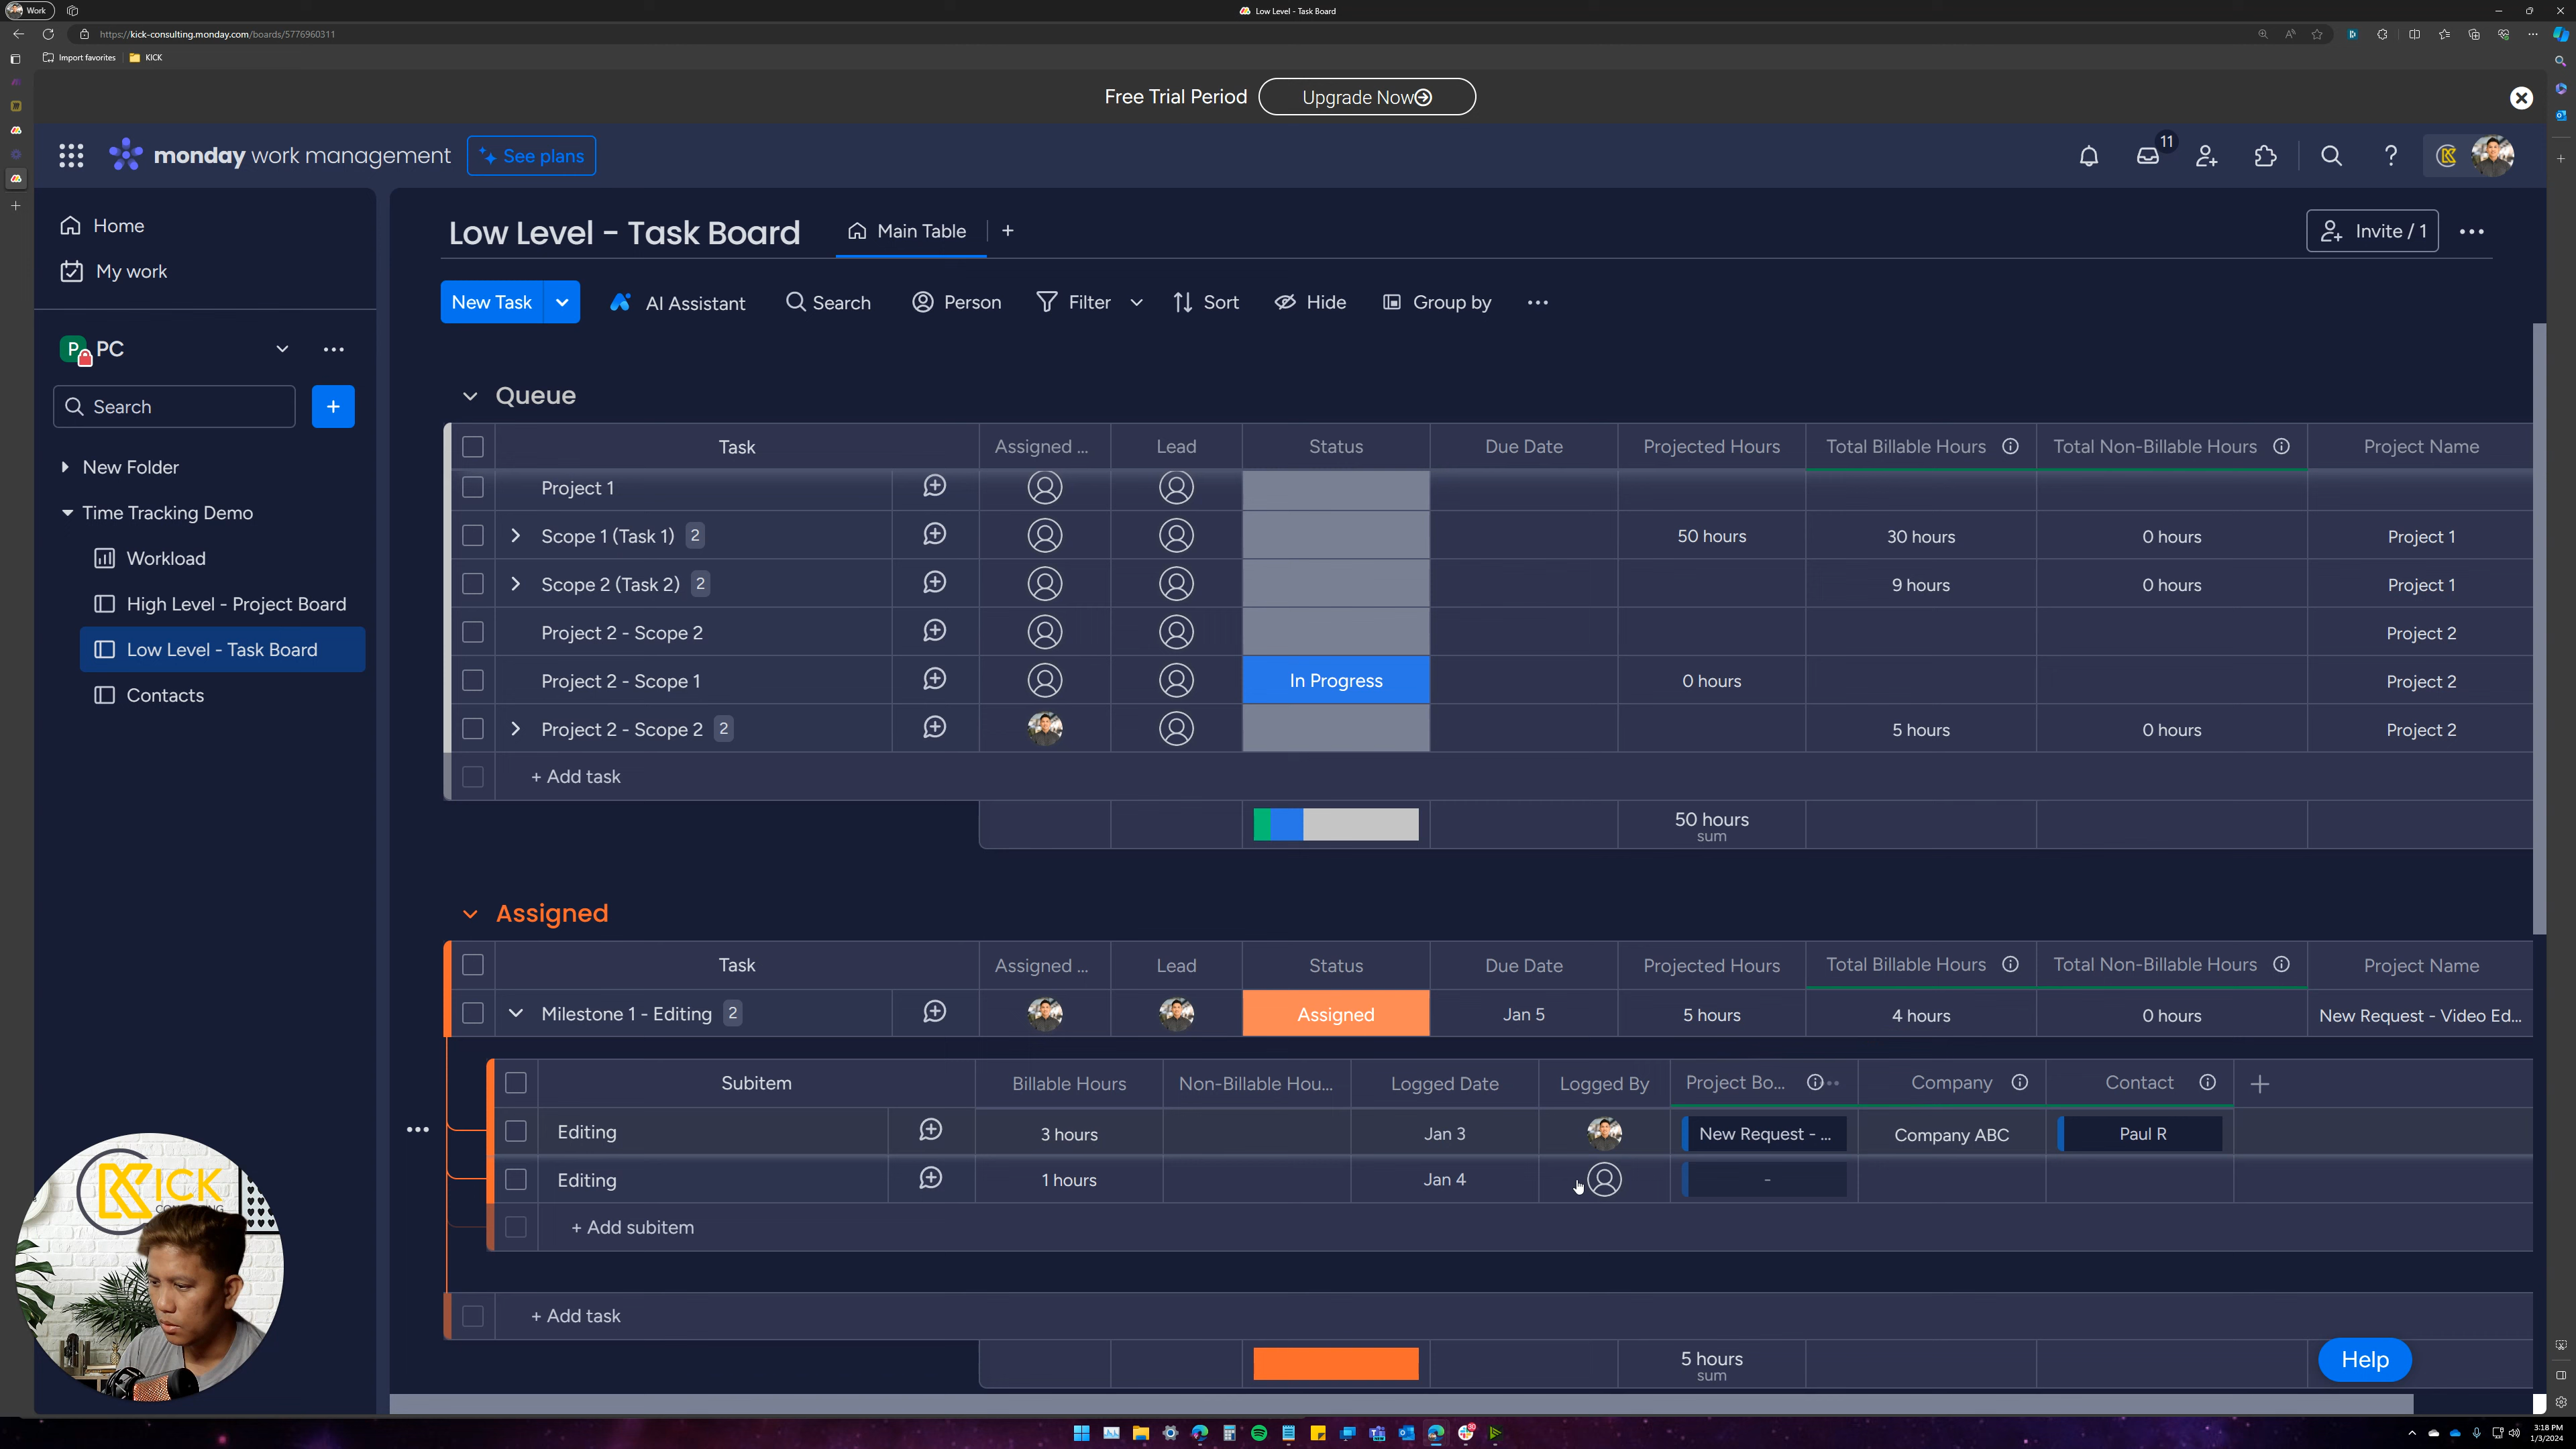 Work
Low Level - Task Board
https://kick-consulting.monday.com/boards/5776960311
Import favorites
KICK
Free Trial Period
Upgrade Now
monday work management
See plans
11
Home
My work
PC
P
Search
+
New Folder
Time Tracking Demo
Workload
High Level - Project Board
Low Level - Task Board
Contacts
Low Level - Task Board
Main Table
+
Invite / 1
New Task
AI Assistant
Search
Person
Filter
Sort
Hide
Group by
Queue
Task Assigned ... Lead Status Due Date Projected Hours Total Billable Hours Total Non-Billable Hours Project Name
Project 1
Scope 1 (Task 1) 2 50 hours 30 hours 0 hours Project 1
Scope 2 (Task 2) 2 9 hours 0 hours Project 1
Project 2 - Scope 2 Project 2
Project 2 - Scope 1 In Progress 0 hours Project 2
Project 2 - Scope 2 2 5 hours 0 hours Project 2
+ Add task
50 hours
sum
Assigned
Task Assigned ... Lead Status Due Date Projected Hours Total Billable Hours Total Non-Billable Hours Project Name
Milestone 1 - Editing 2 Assigned Jan 5 5 hours 4 hours 0 hours New Request - Video Ed...
Subitem Billable Hours Non-Billable Hou... Logged Date Logged By Project Bo... Company Contact +
Editing 3 hours Jan 3 New Request - ... Company ABC Paul R
Editing 1 hours Jan 4 -
+ Add subitem
+ Add task
5 hours
sum
Help
KICK
3:18 PM
1/3/2024